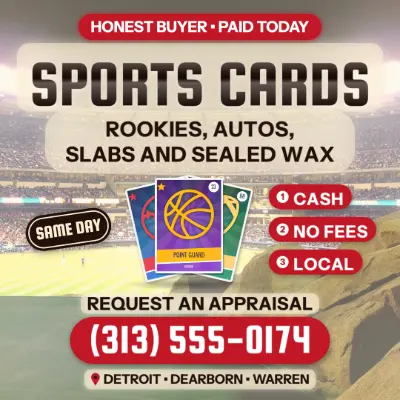 HONEST BUYER • PAID TODAY
SPORTS CARDS
ROOKIES, AUTOS,
SLABS AND SEALED WAX
SAME DAY
POINT GUARD
1 CASH
2 NO FEES
3 LOCAL
REQUEST AN APPRAISAL
(313) 555-0174
DETROIT • DEARBORN • WARREN